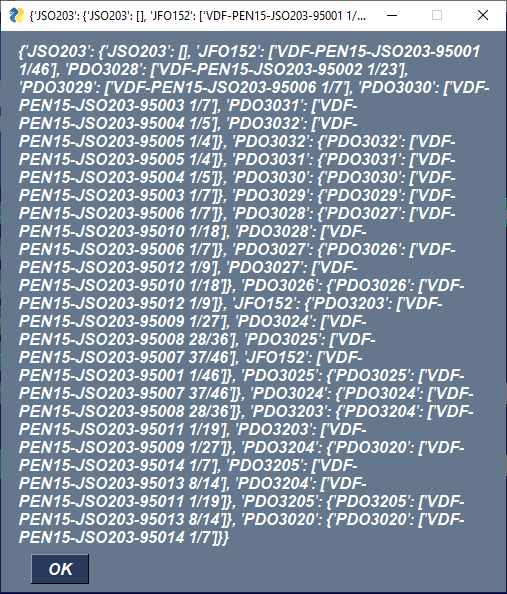 {'JSO203': {'JSO203': [], 'JFO152': ['VDF-PEN15-JSO203-95001 1/...
{'JSO203': {'JSO203': [], 'JFO152': ['VDF-PEN15-JSO203-95001
1/46'], 'PDO3028': ['VDF-PEN15-JSO203-95002 1/23'],
'PDO3029': ['VDF-PEN15-JSO203-95006 1/7'], 'PDO3030': ['VDF-
PEN15-JSO203-95003 1/7'], 'PDO3031': ['VDF-
PEN15-JSO203-95004 1/5'], 'PDO3032': ['VDF-
PEN15-JSO203-95005 1/4']}, 'PDO3032': {'PDO3032': ['VDF-
PEN15-JSO203-95005 1/4']}, 'PDO3031': {'PDO3031': ['VDF-
PEN15-JSO203-95004 1/5']}, 'PDO3030': {'PDO3030': ['VDF-
PEN15-JSO203-95003 1/7']}, 'PDO3029': {'PDO3029': ['VDF-
PEN15-JSO203-95006 1/7']}, 'PDO3028': {'PDO3027': ['VDF-
PEN15-JSO203-95010 1/18'], 'PDO3028': ['VDF-
PEN15-JSO203-95006 1/7']}, 'PDO3027': {'PDO3026': ['VDF-
PEN15-JSO203-95012 1/9'], 'PDO3027': ['VDF-
PEN15-JSO203-95010 1/18']}, 'PDO3026': {'PDO3026': ['VDF-
PEN15-JSO203-95012 1/9']}, 'JFO152': {'PDO3203': ['VDF-
PEN15-JSO203-95009 1/27'], 'PDO3024': ['VDF-
PEN15-JSO203-95008 28/36'], 'PDO3025': ['VDF-
PEN15-JSO203-95007 37/46'], 'JFO152': ['VDF-
PEN15-JSO203-95001 1/46']}, 'PDO3025': {'PDO3025': ['VDF-
PEN15-JSO203-95007 37/46']}, 'PDO3024': {'PDO3024': ['VDF-
PEN15-JSO203-95008 28/36']}, 'PDO3203': {'PDO3204': ['VDF-
PEN15-JSO203-95011 1/19'], 'PDO3203': ['VDF-
PEN15-JSO203-95009 1/27']}, 'PDO3204': {'PDO3020': ['VDF-
PEN15-JSO203-95014 1/7'], 'PDO3205': ['VDF-
PEN15-JSO203-95013 8/14'], 'PDO3204': ['VDF-
PEN15-JSO203-95011 1/19']}, 'PDO3205': {'PDO3205': ['VDF-
PEN15-JSO203-95013 8/14']}, 'PDO3020': {'PDO3020': ['VDF-
PEN15-JSO203-95014 1/7']}}
OK